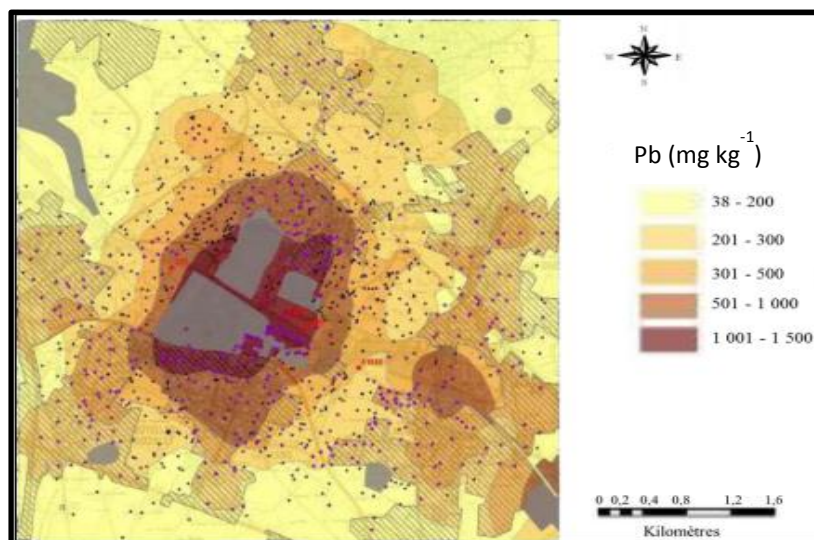 N
W E
S
Pb (mg kg-1)
38 - 200
201 - 300
301 - 500
501 - 1 000
1 001 - 1 500
0 0,2 0,4 0,8 1,2 1,6
Kilomètres